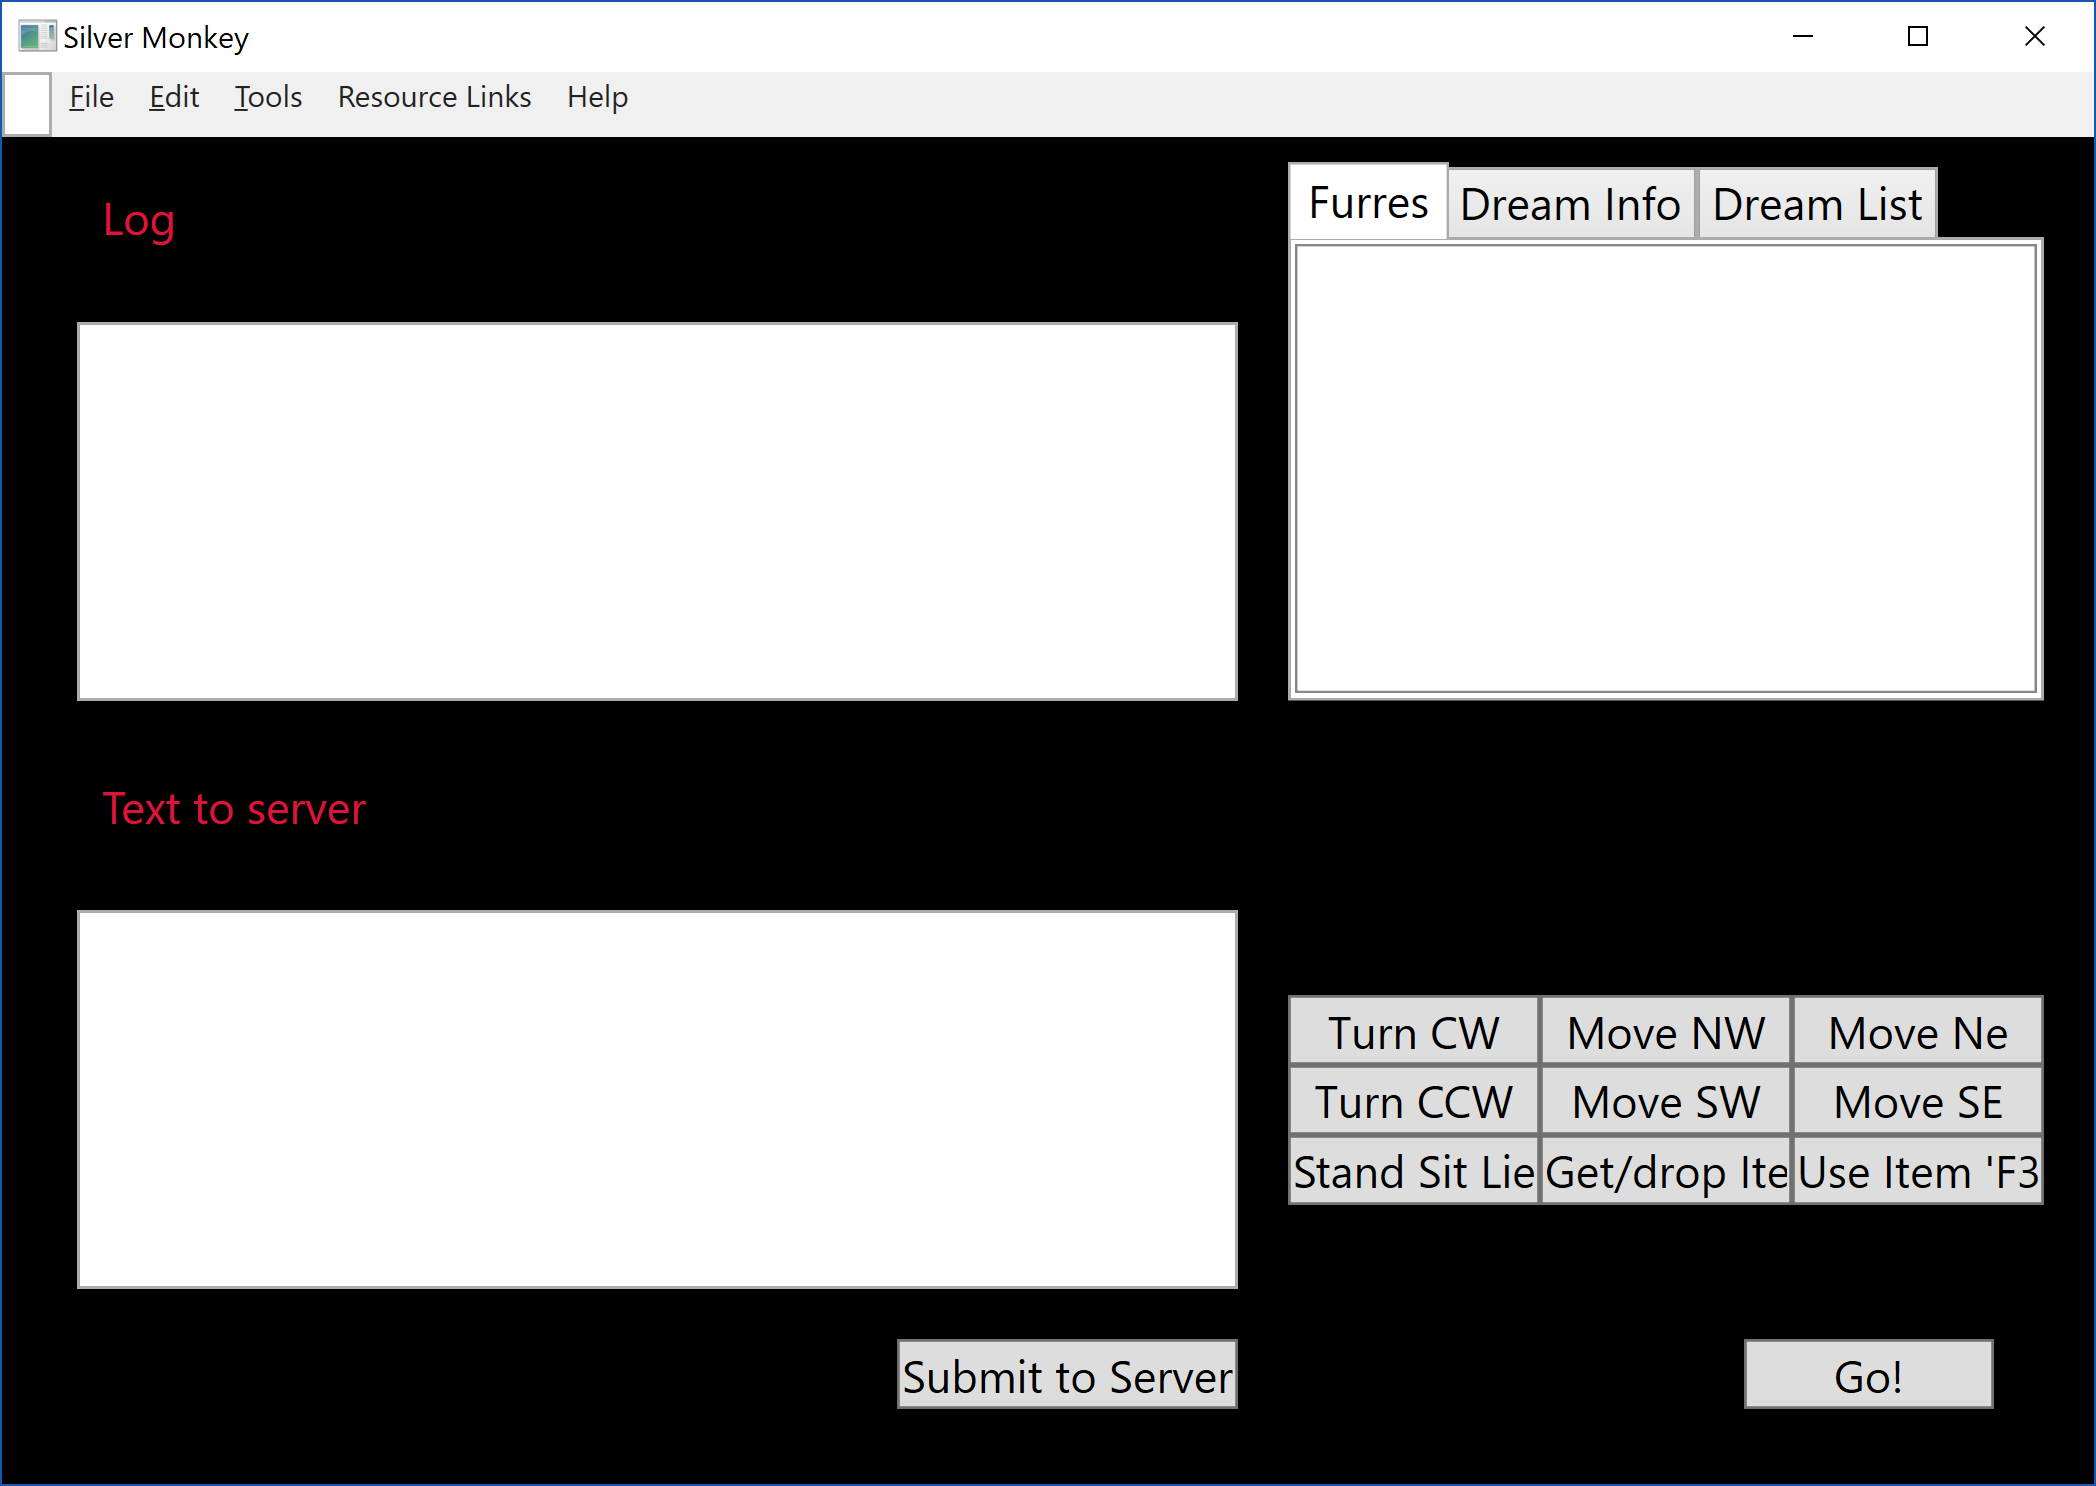 Silver Monkey
File Edit Tools Resource Links Help
Log
Furres Dream Info Dream List
Text to server
Turn CW Move NW Move Ne
Turn CCW Move SW Move SE
Stand Sit Lie Get/drop Ite Use Item 'F3
Submit to Server Go!